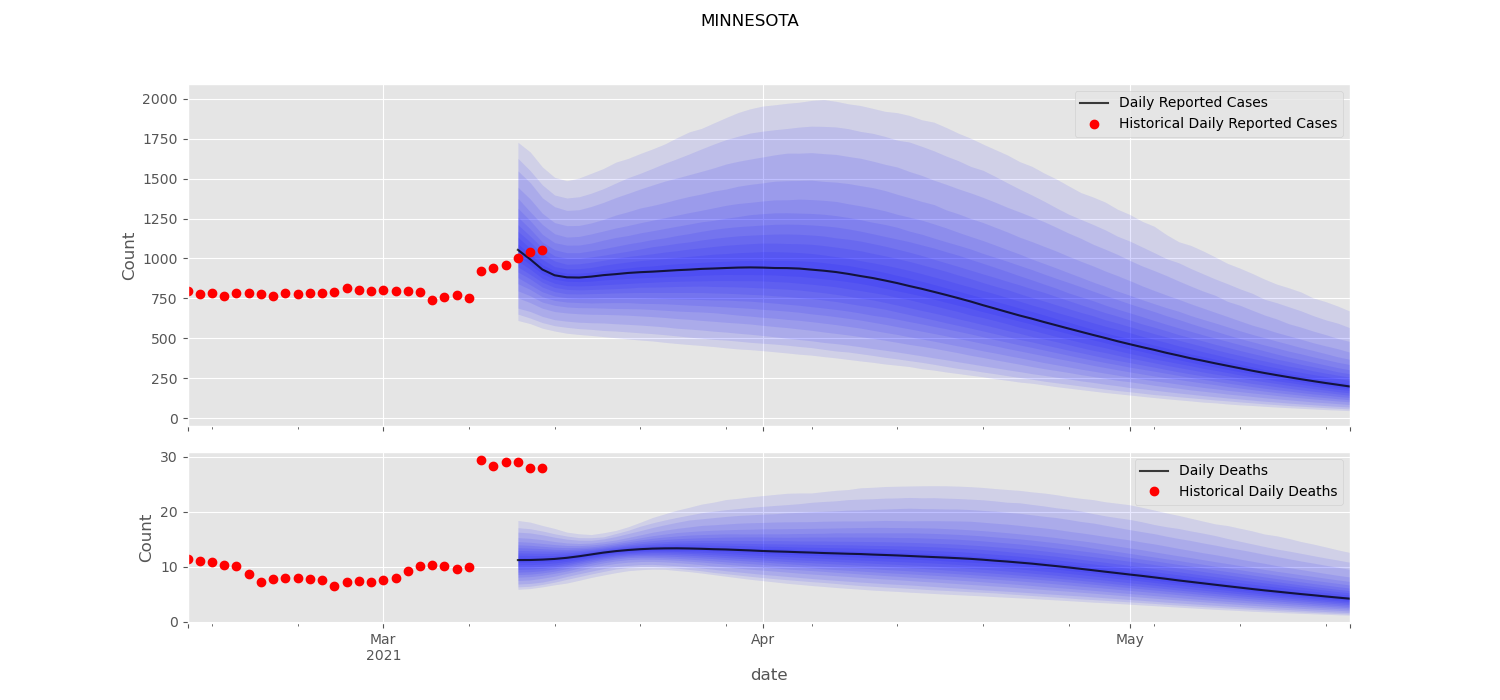 MINNESOTA
2000
1750
1500
1250
1000
750
500
250
0
Count
Daily Reported Cases
Historical Daily Reported Cases
30
20
10
0
Count
Daily Deaths
Historical Daily Deaths
Mar
2021
Apr
May
date